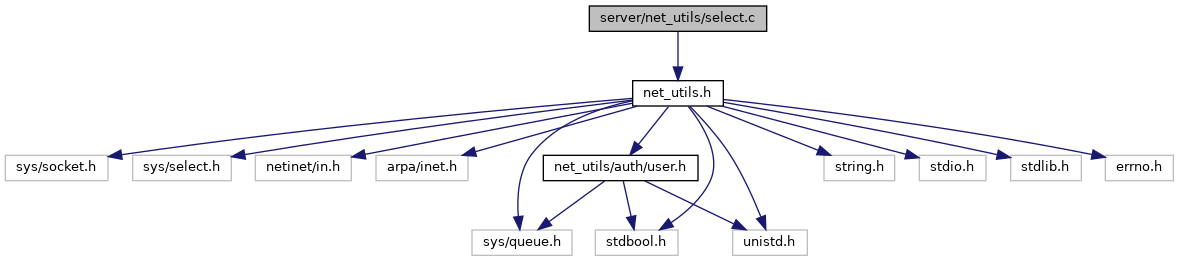 server/net_utils/select.c
net_utils.h
sys/socket.h
sys/select.h
netinet/in.h
arpa/inet.h
net_utils/auth/user.h
string.h
stdio.h
stdlib.h
errno.h
sys/queue.h
stdbool.h
unistd.h